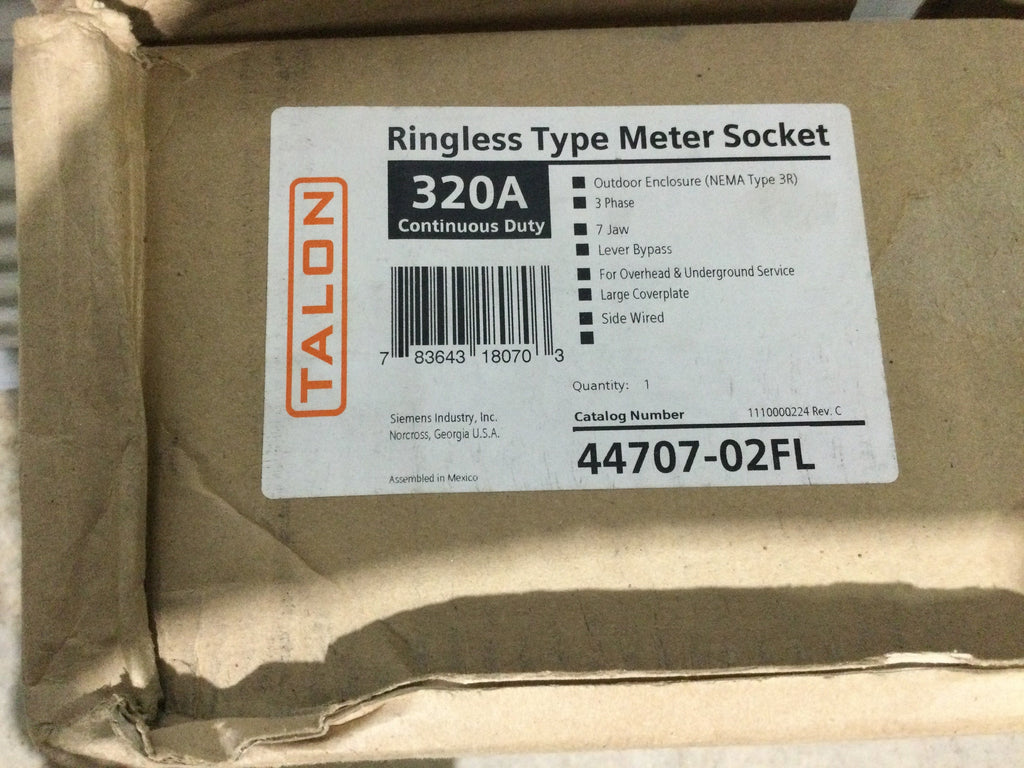 Ringless Type Meter Socket
TALON
320A
Continuous Duty
Outdoor Enclosure (NEMA Type 3R)
3 Phase
7 Jaw
Lever Bypass
For Overhead & Underground Service
Large Coverplate
Side Wired
7 83643 18070 3
Quantity: 1
Siemens Industry, Inc.
Norcross, Georgia U.S.A.
Assembled in Mexico
Catalog Number 1110000224 Rev. C
44707-02FL